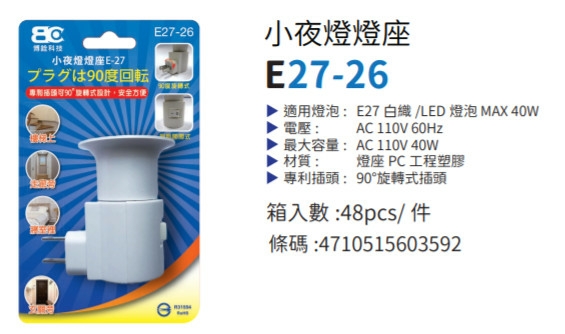 BC
博啟科技
E27-26
小夜燈燈座E-27
プラグは90度回転
專利插頭可90°旋轉式設計，安全方便
R31894
RoHS
小夜燈燈座
E27-26
適用燈泡： E27 白織 /LED 燈泡 MAX 40W
電壓： AC 110V 60Hz
最大容量： AC 110V 40W
材質： 燈座 PC 工程塑膠
專利插頭： 90°旋轉式插頭
箱入數 :48pcs/ 件
條碼 :4710515603592